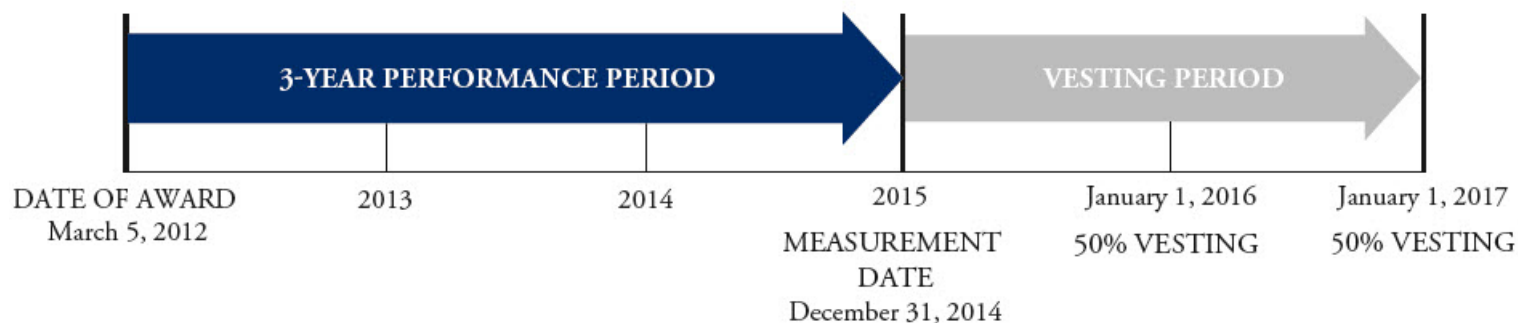 3-YEAR PERFORMANCE PERIOD
VESTING PERIOD
DATE OF AWARD
March 5, 2012
2013
2014
2015
MEASUREMENT
DATE
December 31, 2014
January 1, 2016
50% VESTING
January 1, 2017
50% VESTING